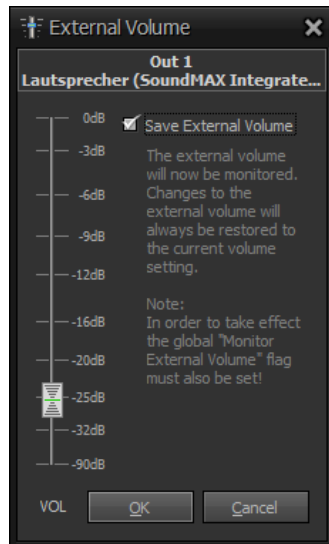 External Volume
Out 1
Lautsprecher (SoundMAX Integrate...
0dB
Save External Volume
-3dB
-6dB
-9dB
-12dB
-16dB
-20dB
-25dB
-32dB
-90dB
The external volume
will now be monitored.
Changes to the
external volume will
always be restored to
the current volume
setting.
Note:
In order to take effect
the global "Monitor
External Volume" flag
must also be set!
VOL
OK
Cancel